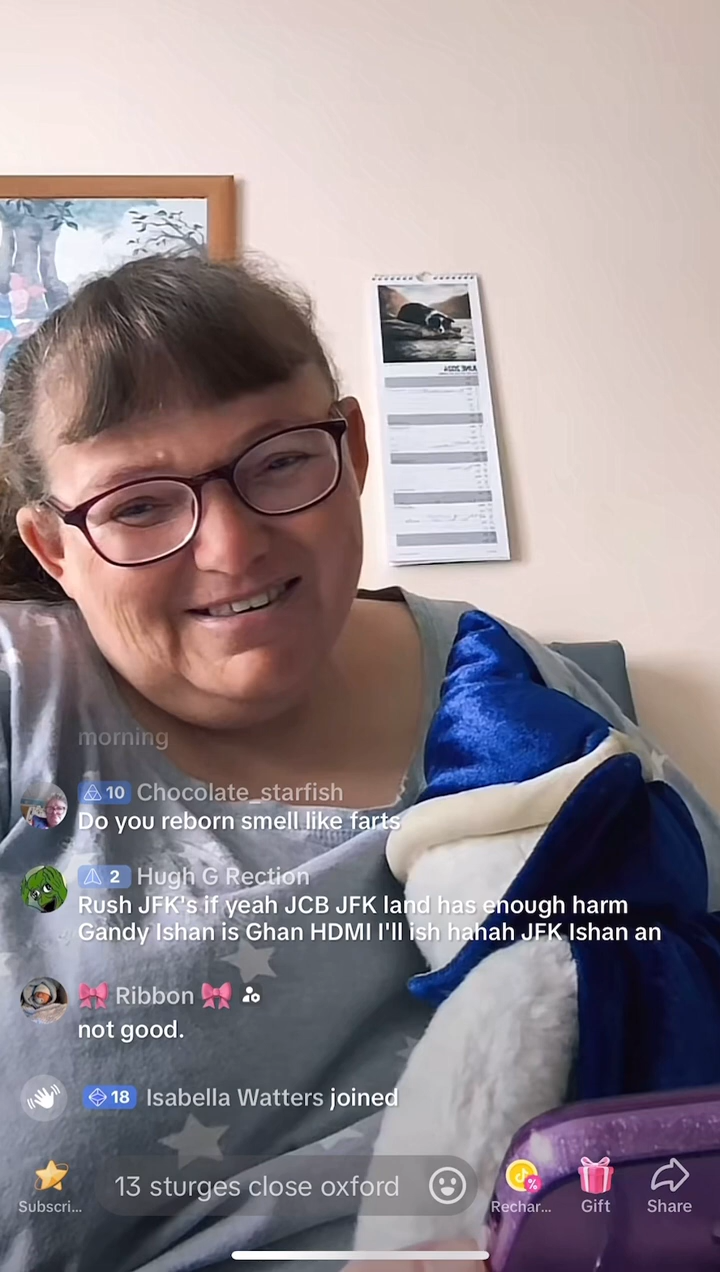 morning
10 Chocolate_starfish
Do you reborn smell like farts
2 Hugh G Rection
Rush JFK's if yeah JCB JFK land has enough harm
Gandy Ishan is Ghan HDMI I'll ish hahah JFK Ishan an
🎀 Ribbon 🎀
not good.
18 Isabella Watters joined
13 sturges close oxford
Subscri... Rechar... Gift Share